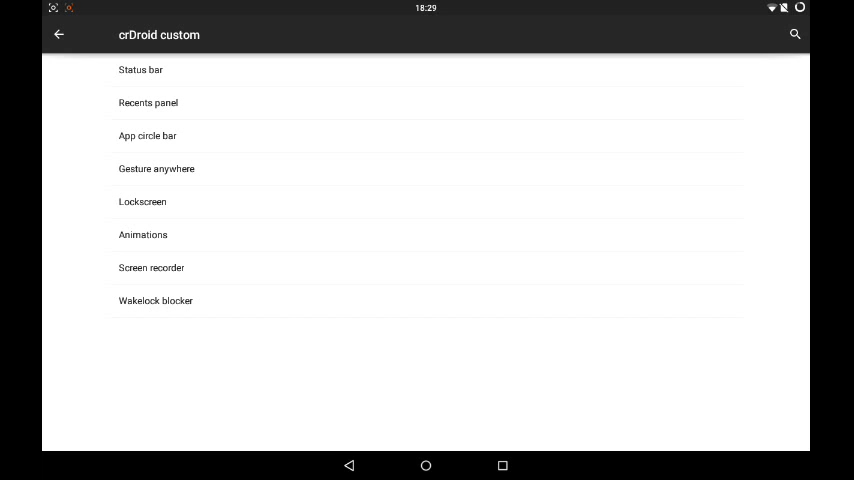 18:29
crDroid custom
Status bar
Recents panel
App circle bar
Gesture anywhere
Lockscreen
Animations
Screen recorder
Wakelock blocker